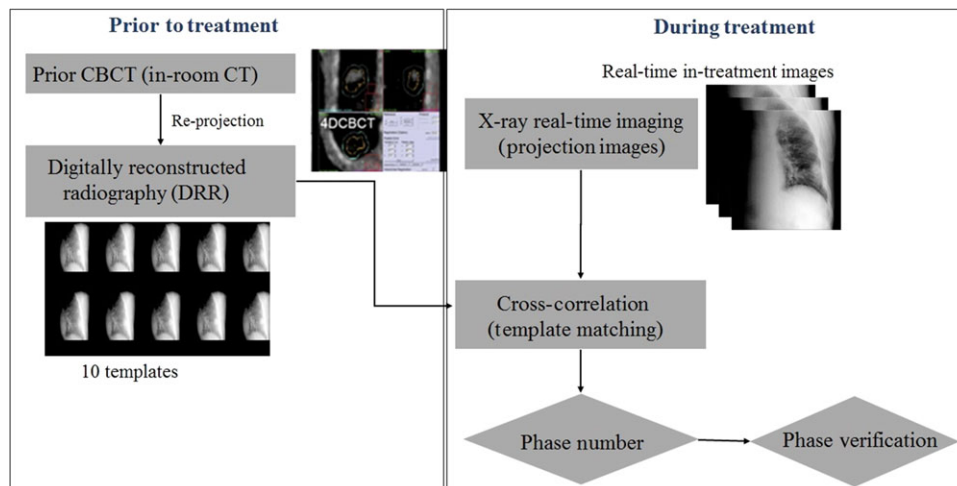 Prior to treatment
Prior CBCT (in-room CT)
Re-projection
Digitally reconstructed
radiography (DRR)
4DCBCT
10 templates
During treatment
Real-time in-treatment images
X-ray real-time imaging
(projection images)
Cross-correlation
(template matching)
Phase number
Phase verification